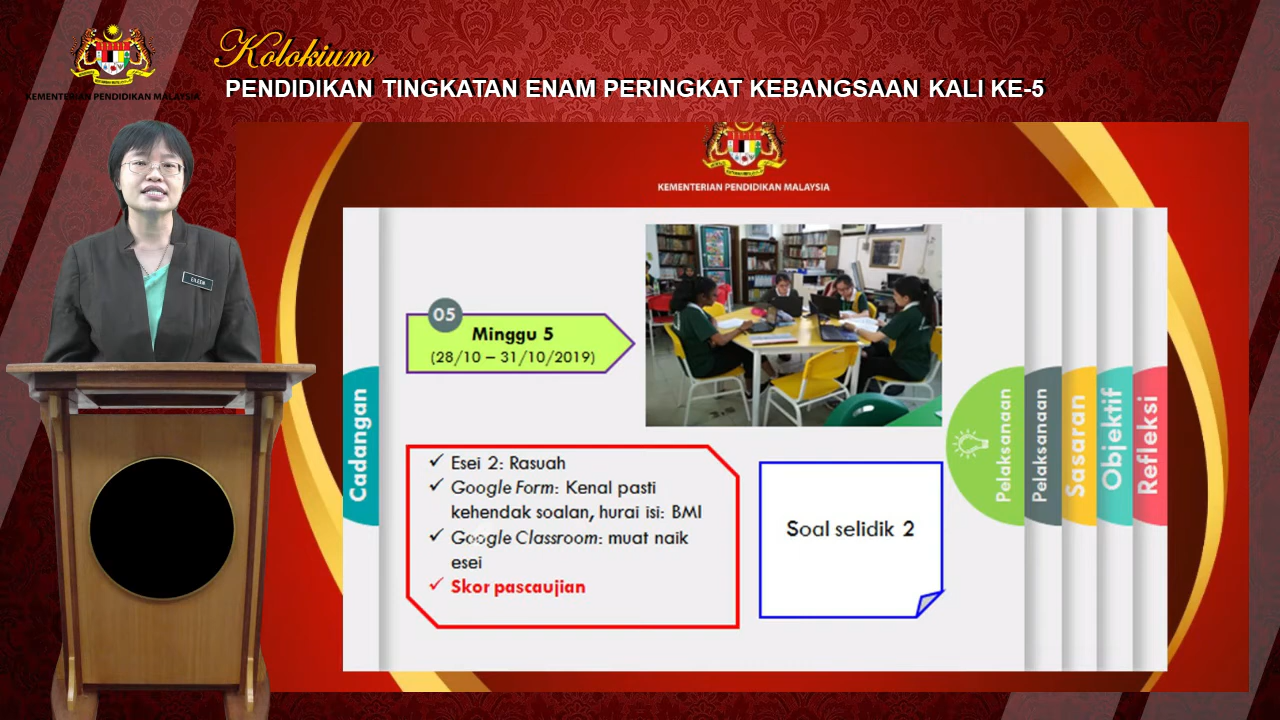 Kolokium
PENDIDIKAN TINGKATAN ENAM PERINGKAT KEBANGSAAN KALI KE-5
KEMENTERIAN PENDIDIKAN MALAYSIA
EILEEN
KEMENTERIAN PENDIDIKAN MALAYSIA
Cadangan
05
Minggu 5
(28/10 – 31/10/2019)
✓ Esei 2: Rasuah
✓ Google Form: Kenal pasti
kehendak soalan, hurai isi: BMI
✓ Google Classroom: muat naik
esei
✓ Skor pascaujian
Soal selidik 2
Pelaksanaan
Pelaksanaan
Sasaran
Objektif
Refleksi